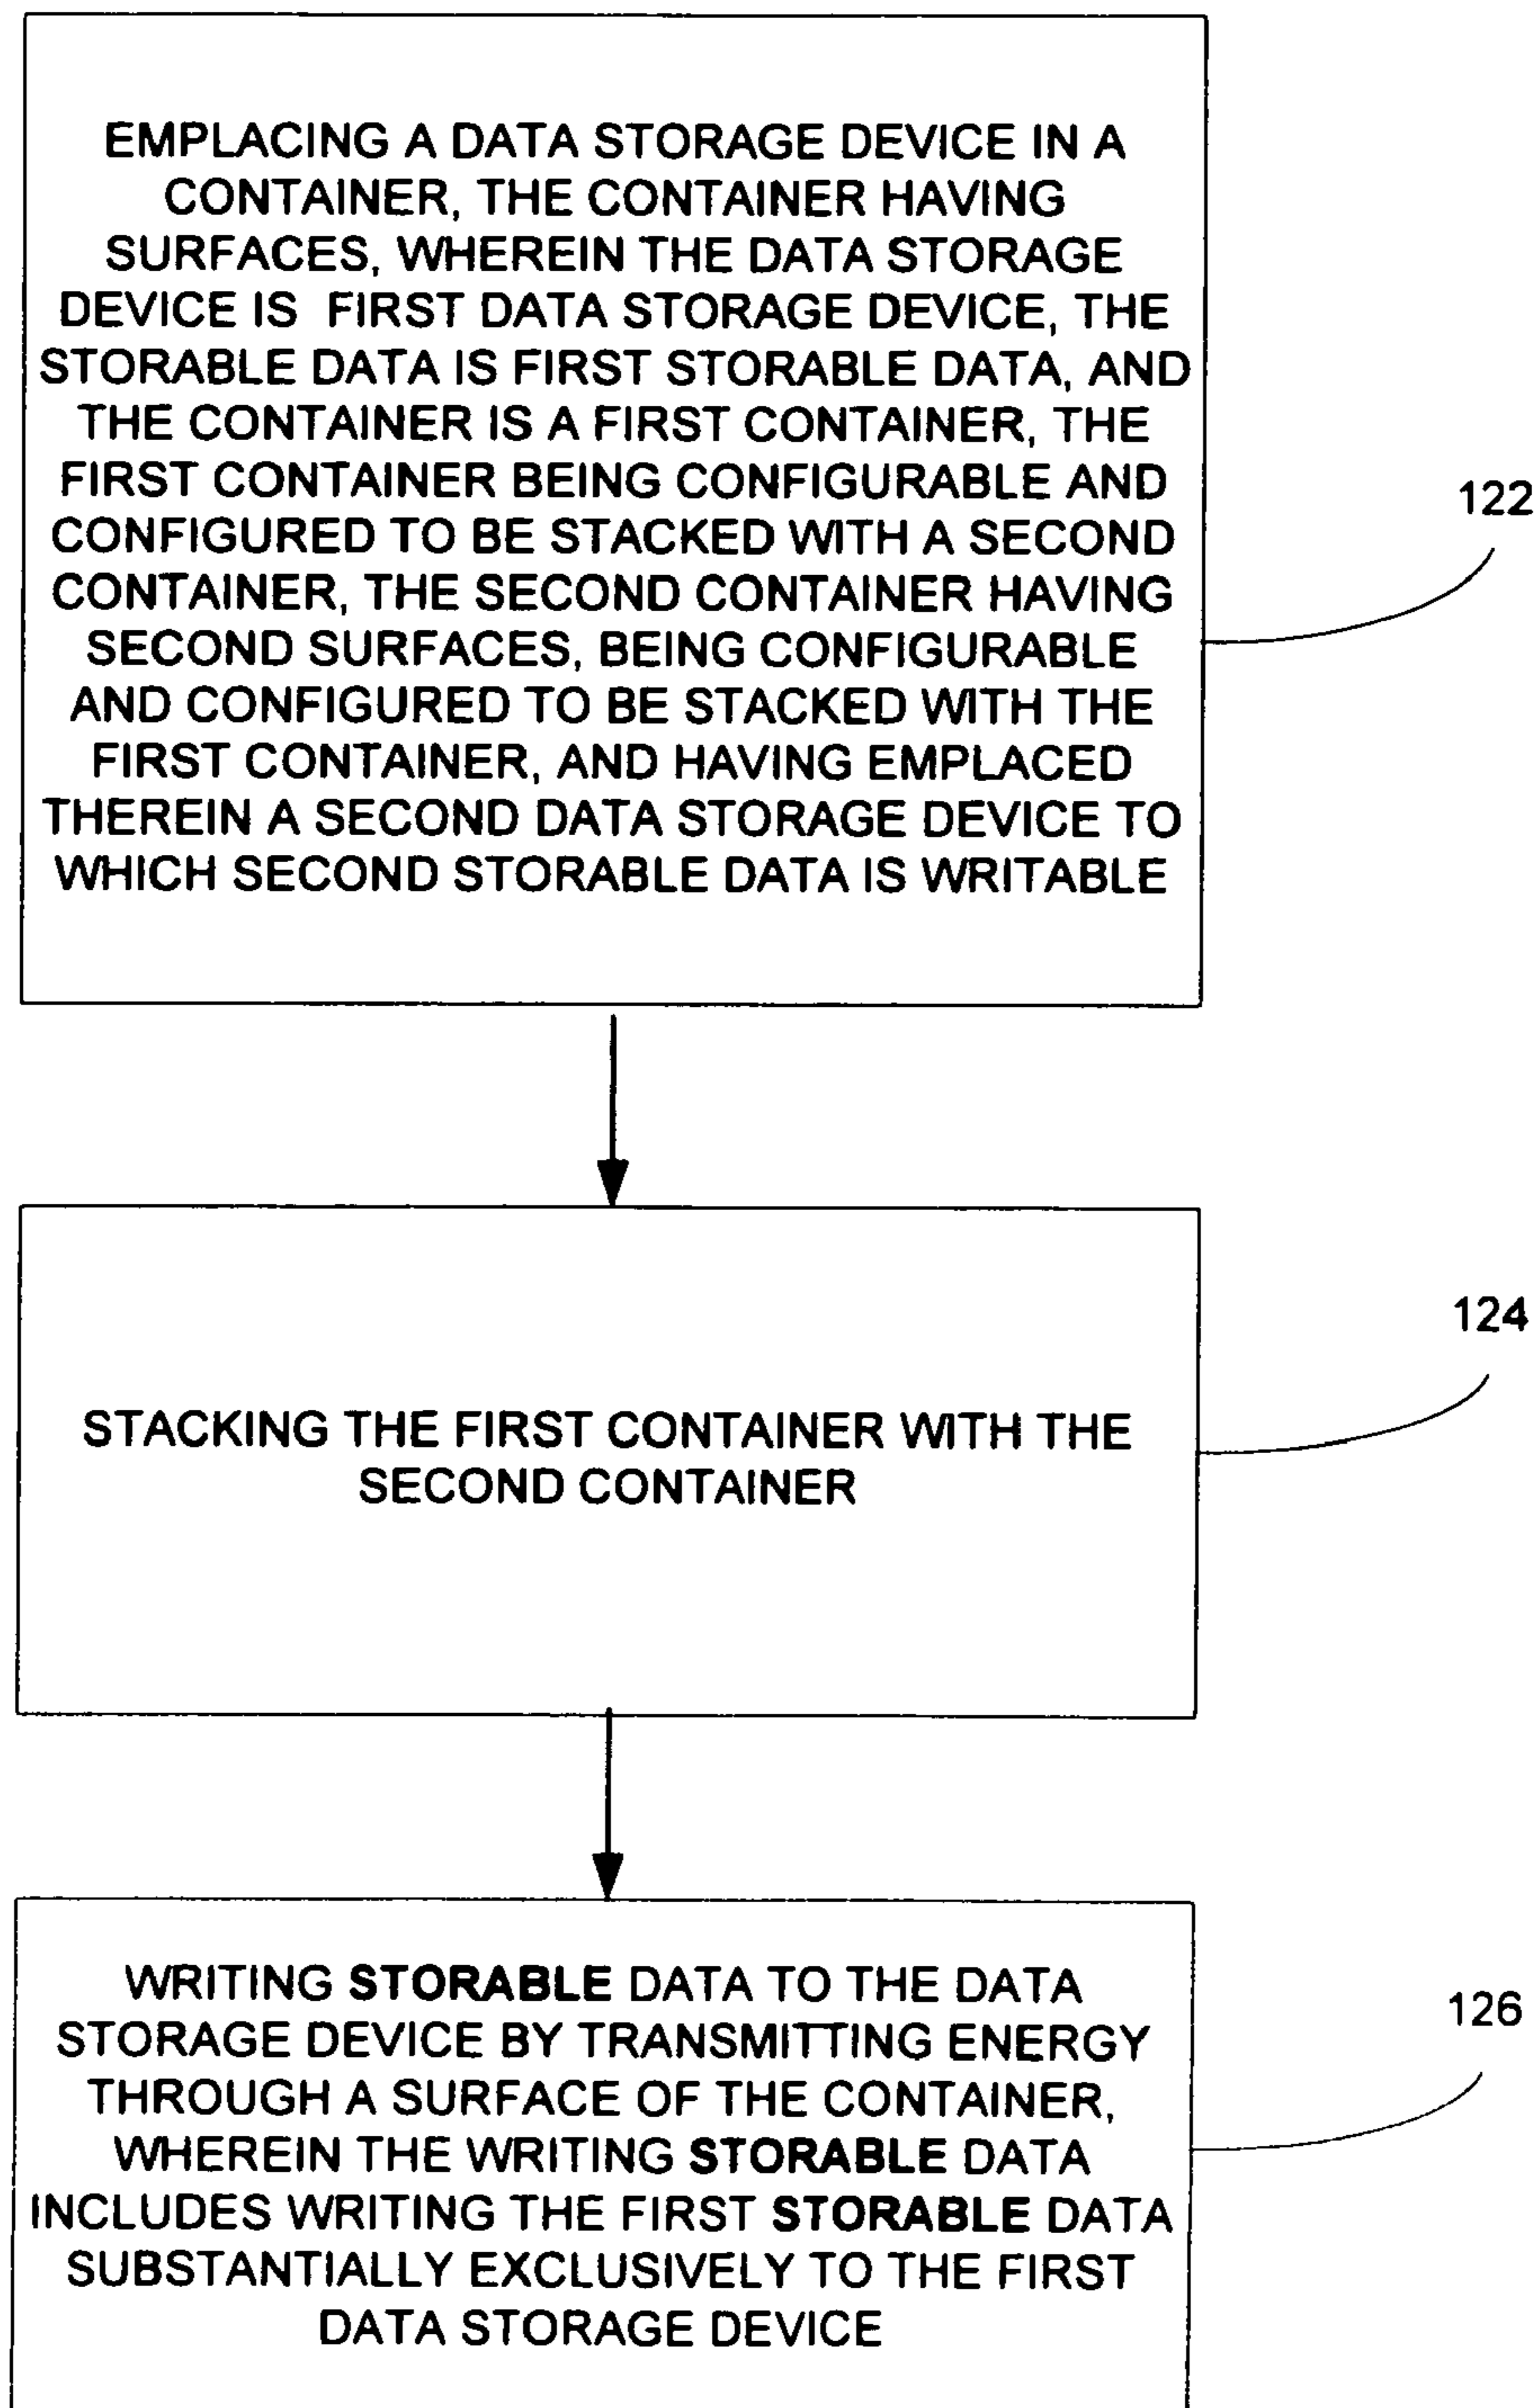 EMPLACING A DATA STORAGE DEVICE IN A
CONTAINER, THE CONTAINER HAVING
SURFACES, WHEREIN THE DATA STORAGE
DEVICE IS FIRST DATA STORAGE DEVICE, THE
STORABLE DATA IS FIRST STORABLE DATA, AND
THE CONTAINER IS A FIRST CONTAINER, THE
FIRST CONTAINER BEING CONFIGURABLE AND
CONFIGURED TO BE STACKED WITH A SECOND
CONTAINER, THE SECOND CONTAINER HAVING
SECOND SURFACES, BEING CONFIGURABLE
AND CONFIGURED TO BE STACKED WITH THE
FIRST CONTAINER, AND HAVING EMPLACED
THEREIN A SECOND DATA STORAGE DEVICE TO
WHICH SECOND STORABLE DATA IS WRITABLE
122
STACKING THE FIRST CONTAINER WITH THE
SECOND CONTAINER
124
WRITING STORABLE DATA TO THE DATA
STORAGE DEVICE BY TRANSMITTING ENERGY
THROUGH A SURFACE OF THE CONTAINER,
WHEREIN THE WRITING STORABLE DATA
INCLUDES WRITING THE FIRST STORABLE DATA
SUBSTANTIALLY EXCLUSIVELY TO THE FIRST
DATA STORAGE DEVICE
126